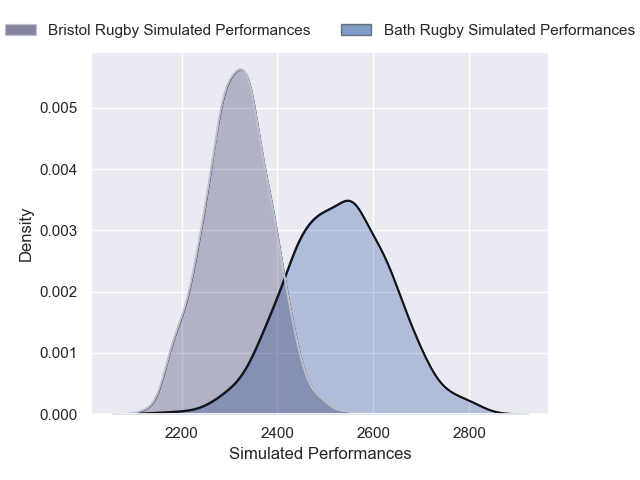 Bristol Rugby Simulated Performances Bath Rugby Simulated Performances
0.005
0.004
0.003
0.002
0.001
0.000
Density
2200 2400 2600 2800
Simulated Performances